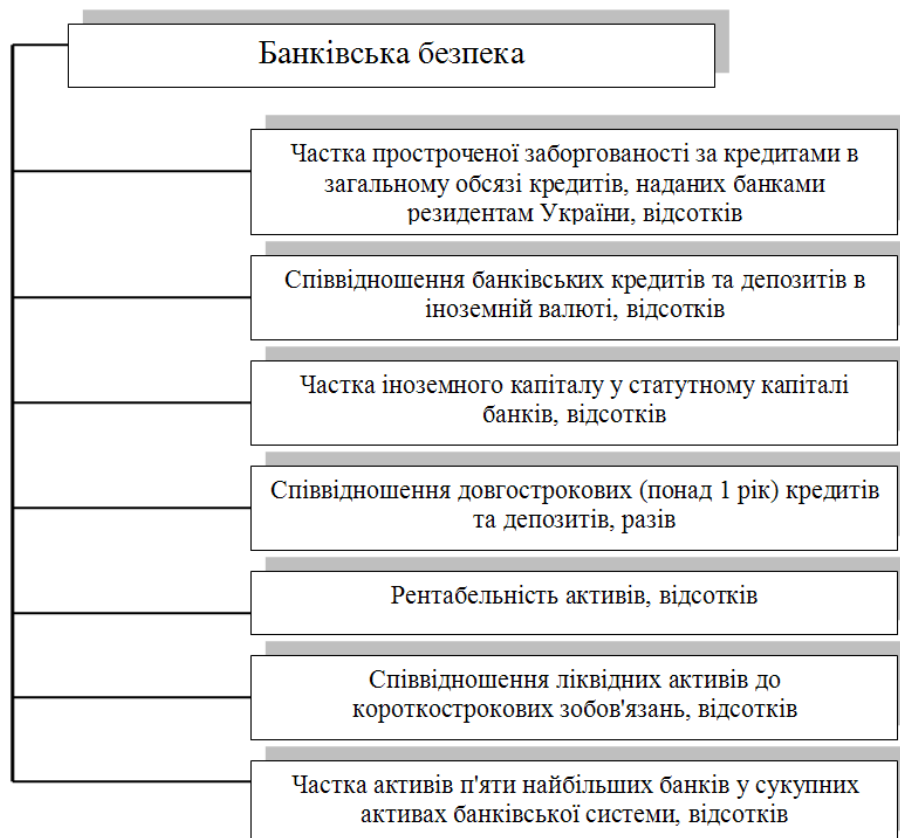 Банківська безпека
Частка простроченої заборгованості за кредитами в
загальному обсязі кредитів, наданих банками
резидентам України, відсотків
Співвідношення банківських кредитів та депозитів в
іноземній валюті, відсотків
Частка іноземного капіталу у статутному капіталі
банків, відсотків
Співвідношення довгострокових (понад 1 рік) кредитів
та депозитів, разів
Рентабельність активів, відсотків
Співвідношення ліквідних активів до
короткострокових зобов'язань, відсотків
Частка активів п'яти найбільших банків у сукупних
активах банківської системи, відсотків